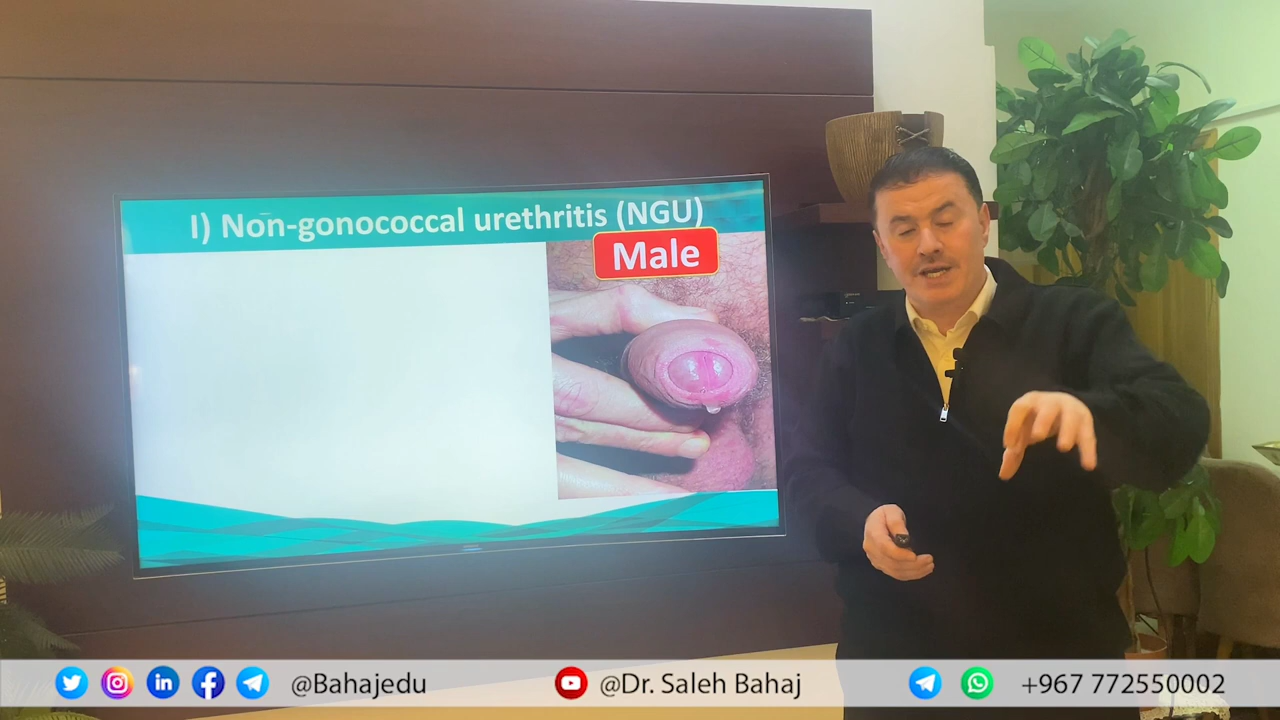 I) Non-gonococcal urethritis (NGU)
Male
@Bahajedu
@Dr. Saleh Bahaj
+967 772550002